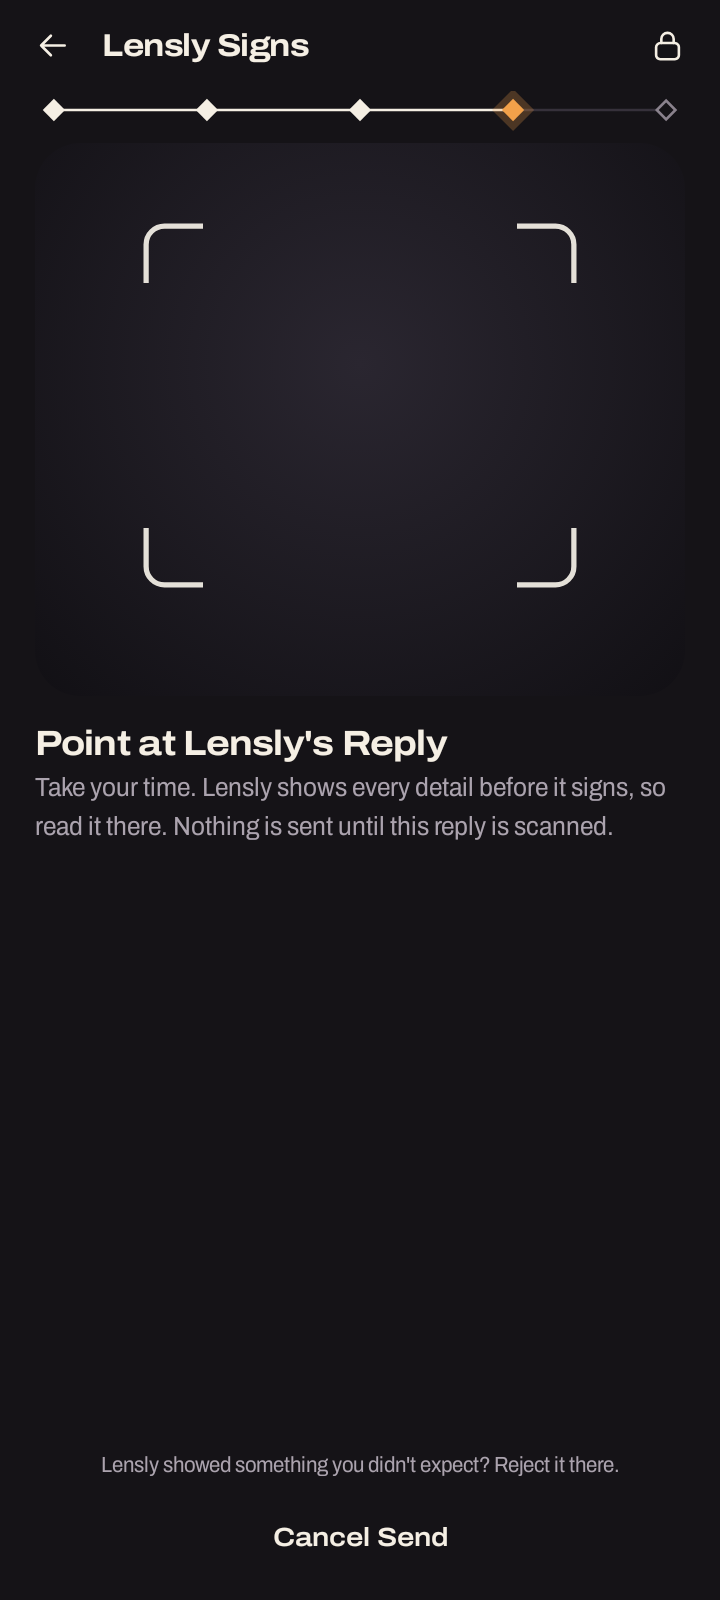 Lensly Signs
Point at Lensly's Reply
Take your time. Lensly shows every detail before it signs, so
read it there. Nothing is sent until this reply is scanned.
Lensly showed something you didn't expect? Reject it there.
Cancel Send